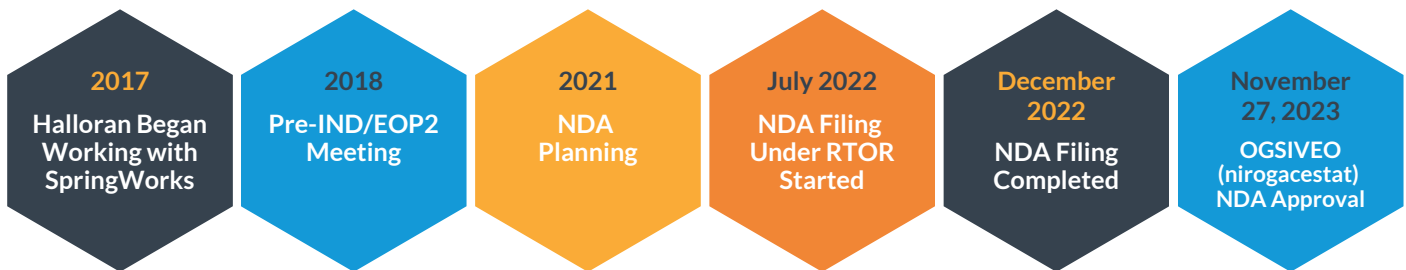 2017
Halloran Began
Working with
SpringWorks
2018
Pre-IND/EOP2
Meeting
2021
NDA
Planning
July 2022
NDA Filing
Under RTOR
Started
December
2022
NDA Filing
Completed
November
27, 2023
OGSIVEO
(nirogacestat)
NDA Approval